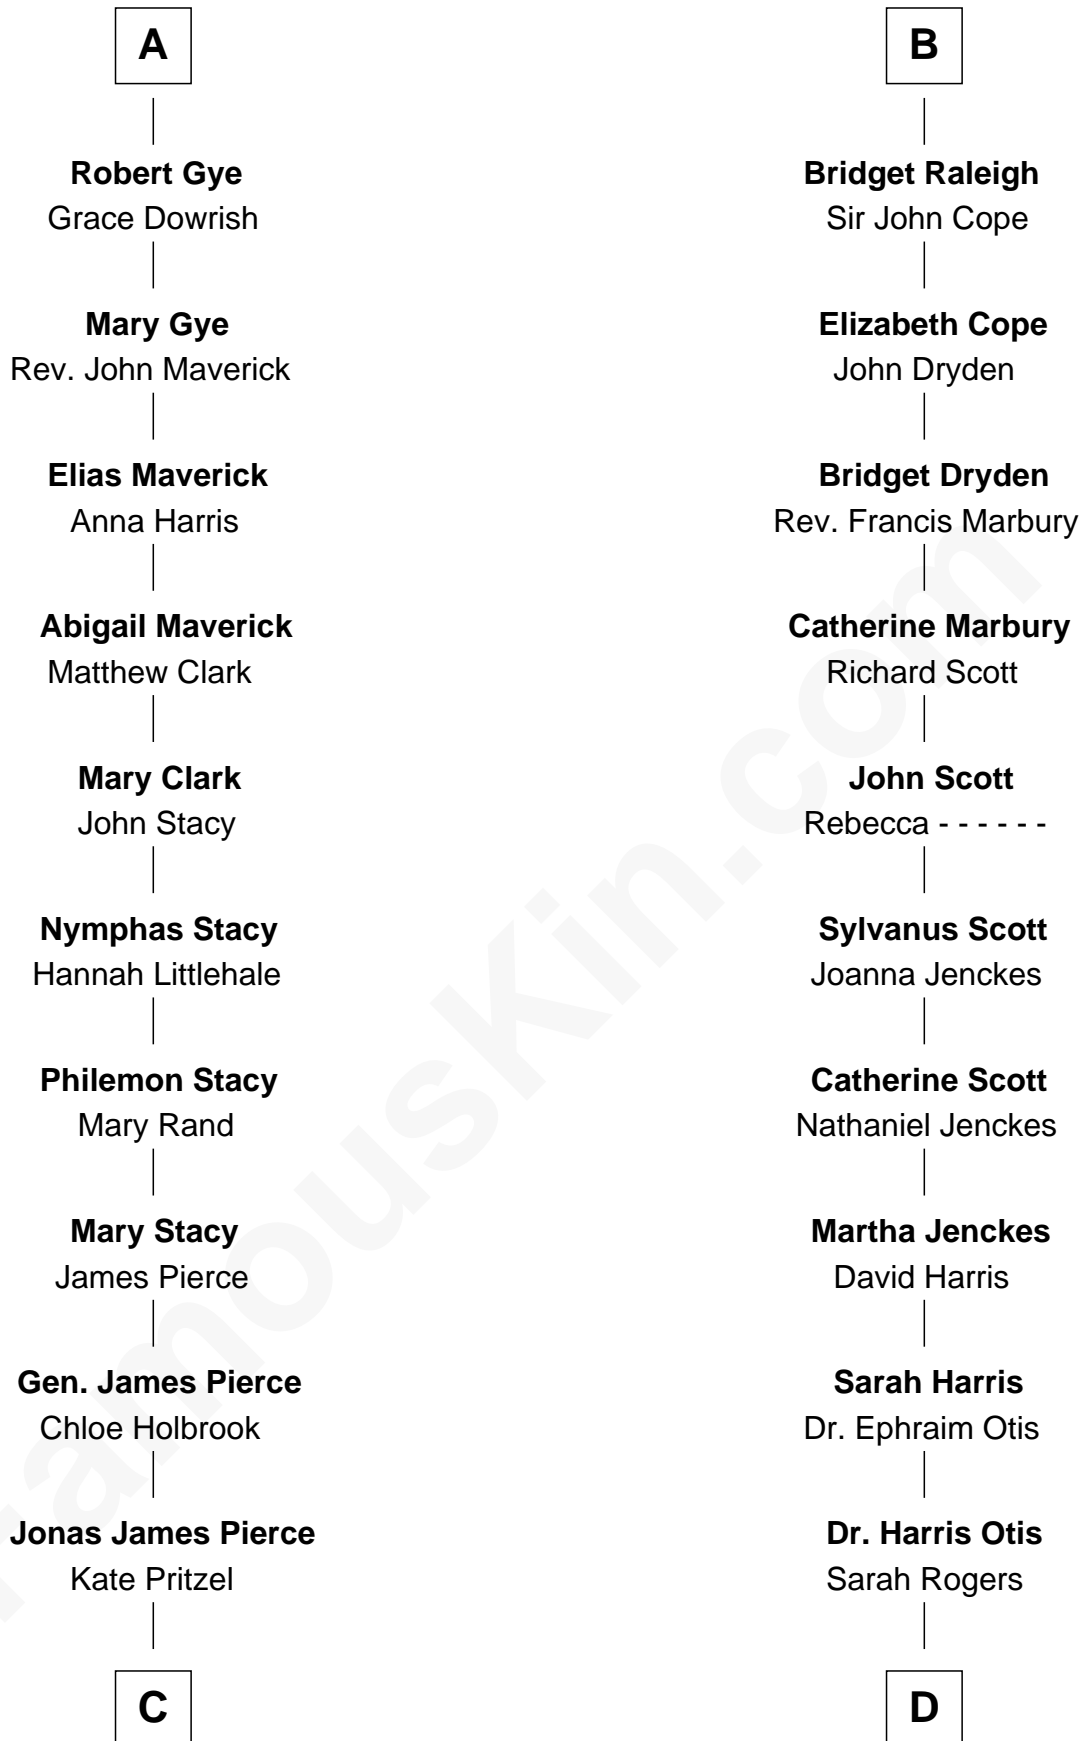 A
Robert Gye
Grace Dowrish
Mary Gye
Rev. John Maverick
Elias Maverick
Anna Harris
Abigail Maverick
Matthew Clark
Mary Clark
John Stacy
Nymphas Stacy
Hannah Littlehale
Philemon Stacy
Mary Rand
Mary Stacy
James Pierce
Gen. James Pierce
Chloe Holbrook
Jonas James Pierce
Kate Pritzel
C
B
Bridget Raleigh
Sir John Cope
Elizabeth Cope
John Dryden
Bridget Dryden
Rev. Francis Marbury
Catherine Marbury
Richard Scott
John Scott
Rebecca - - - - - -
Sylvanus Scott
Joanna Jenckes
Catherine Scott
Nathaniel Jenckes
Martha Jenckes
David Harris
Sarah Harris
Dr. Ephraim Otis
Dr. Harris Otis
Sarah Rogers
D
FamousKin.com